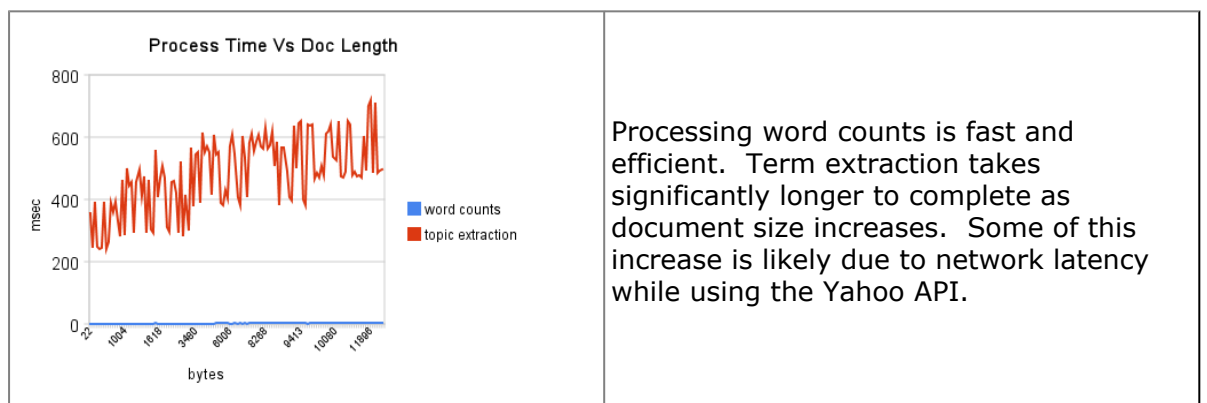 Process Time Vs Doc Length
800
600
400
200
0
msec
22
1004
1618
3460
6006
8268
9413
10080
11896
bytes
word counts
topic extraction
Processing word counts is fast and
efficient.  Term extraction takes
significantly longer to complete as
document size increases.  Some of this
increase is likely due to network latency
while using the Yahoo API.